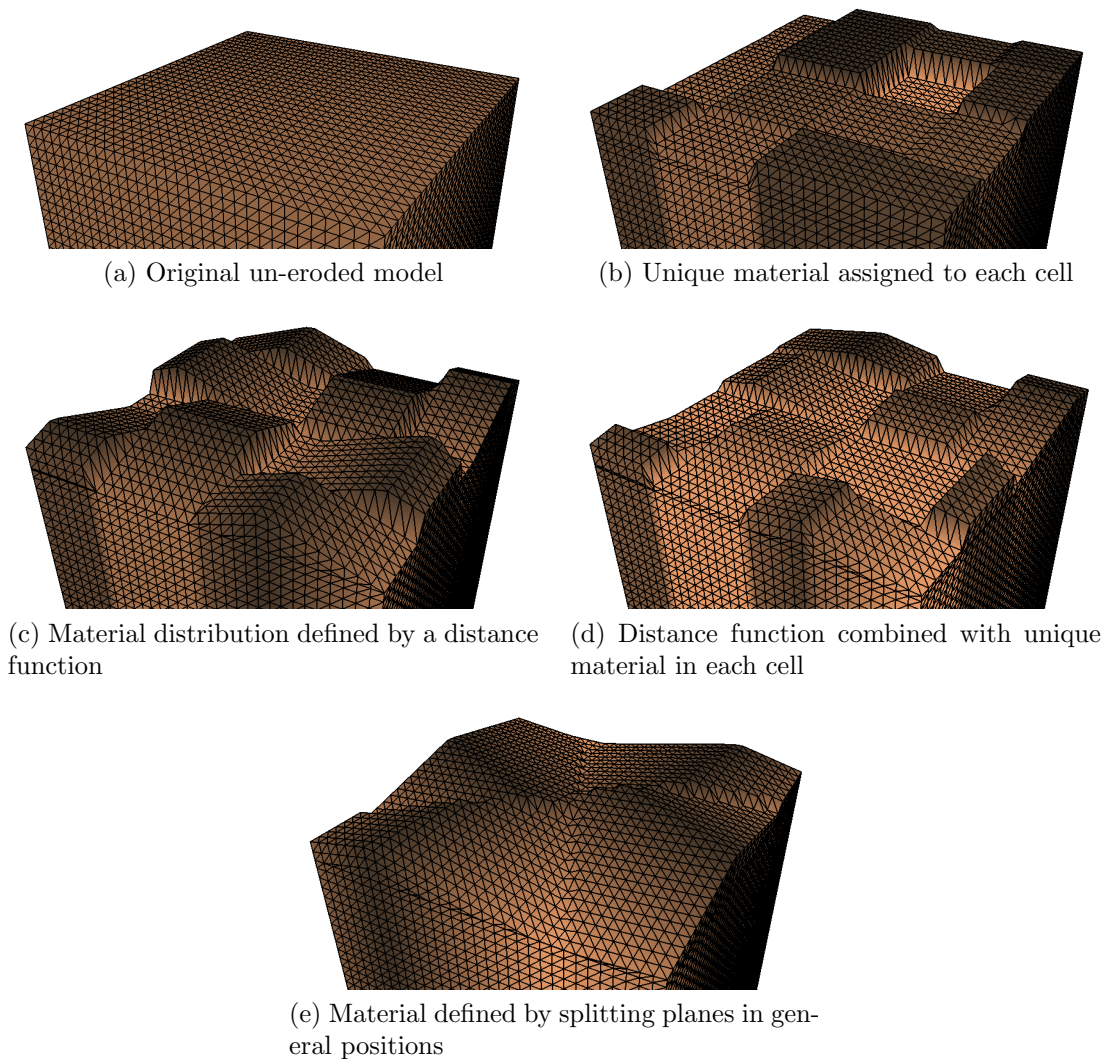 (a) Original un-eroded model
(b) Unique material assigned to each cell
(c) Material distribution defined by a distance
function
(d) Distance function combined with unique
material in each cell
(e) Material defined by splitting planes in gen-
eral positions